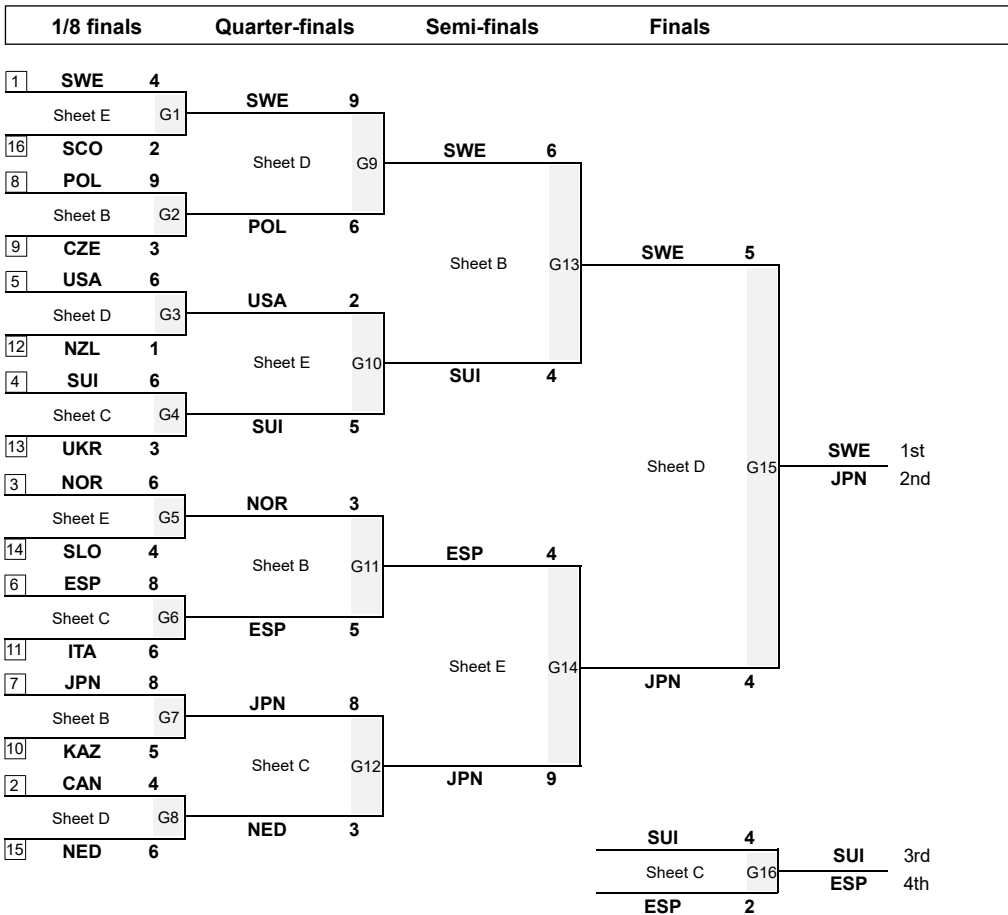 1/8 finals Quarter-finals Semi-finals Finals
1 SWE 4
Sheet E G1
16 SCO 2
8 POL 9
Sheet B G2
9 CZE 3
5 USA 6
Sheet D G3
12 NZL 1
4 SUI 6
Sheet C G4
13 UKR 3
3 NOR 6
Sheet E G5
14 SLO 4
6 ESP 8
Sheet C G6
11 ITA 6
7 JPN 8
Sheet B G7
10 KAZ 5
2 CAN 4
Sheet D G8
15 NED 6
SWE 9
Sheet D G9
POL 6
USA 2
Sheet E G10
SUI 5
NOR 3
Sheet B G11
ESP 5
JPN 8
Sheet C G12
NED 3
SWE 6
Sheet B G13
SUI 4
ESP 4
Sheet E G14
JPN 9
SWE 5
Sheet D G15
JPN 4
SWE 1st
JPN 2nd
SUI 4
Sheet C G16
ESP 2
SUI 3rd
ESP 4th